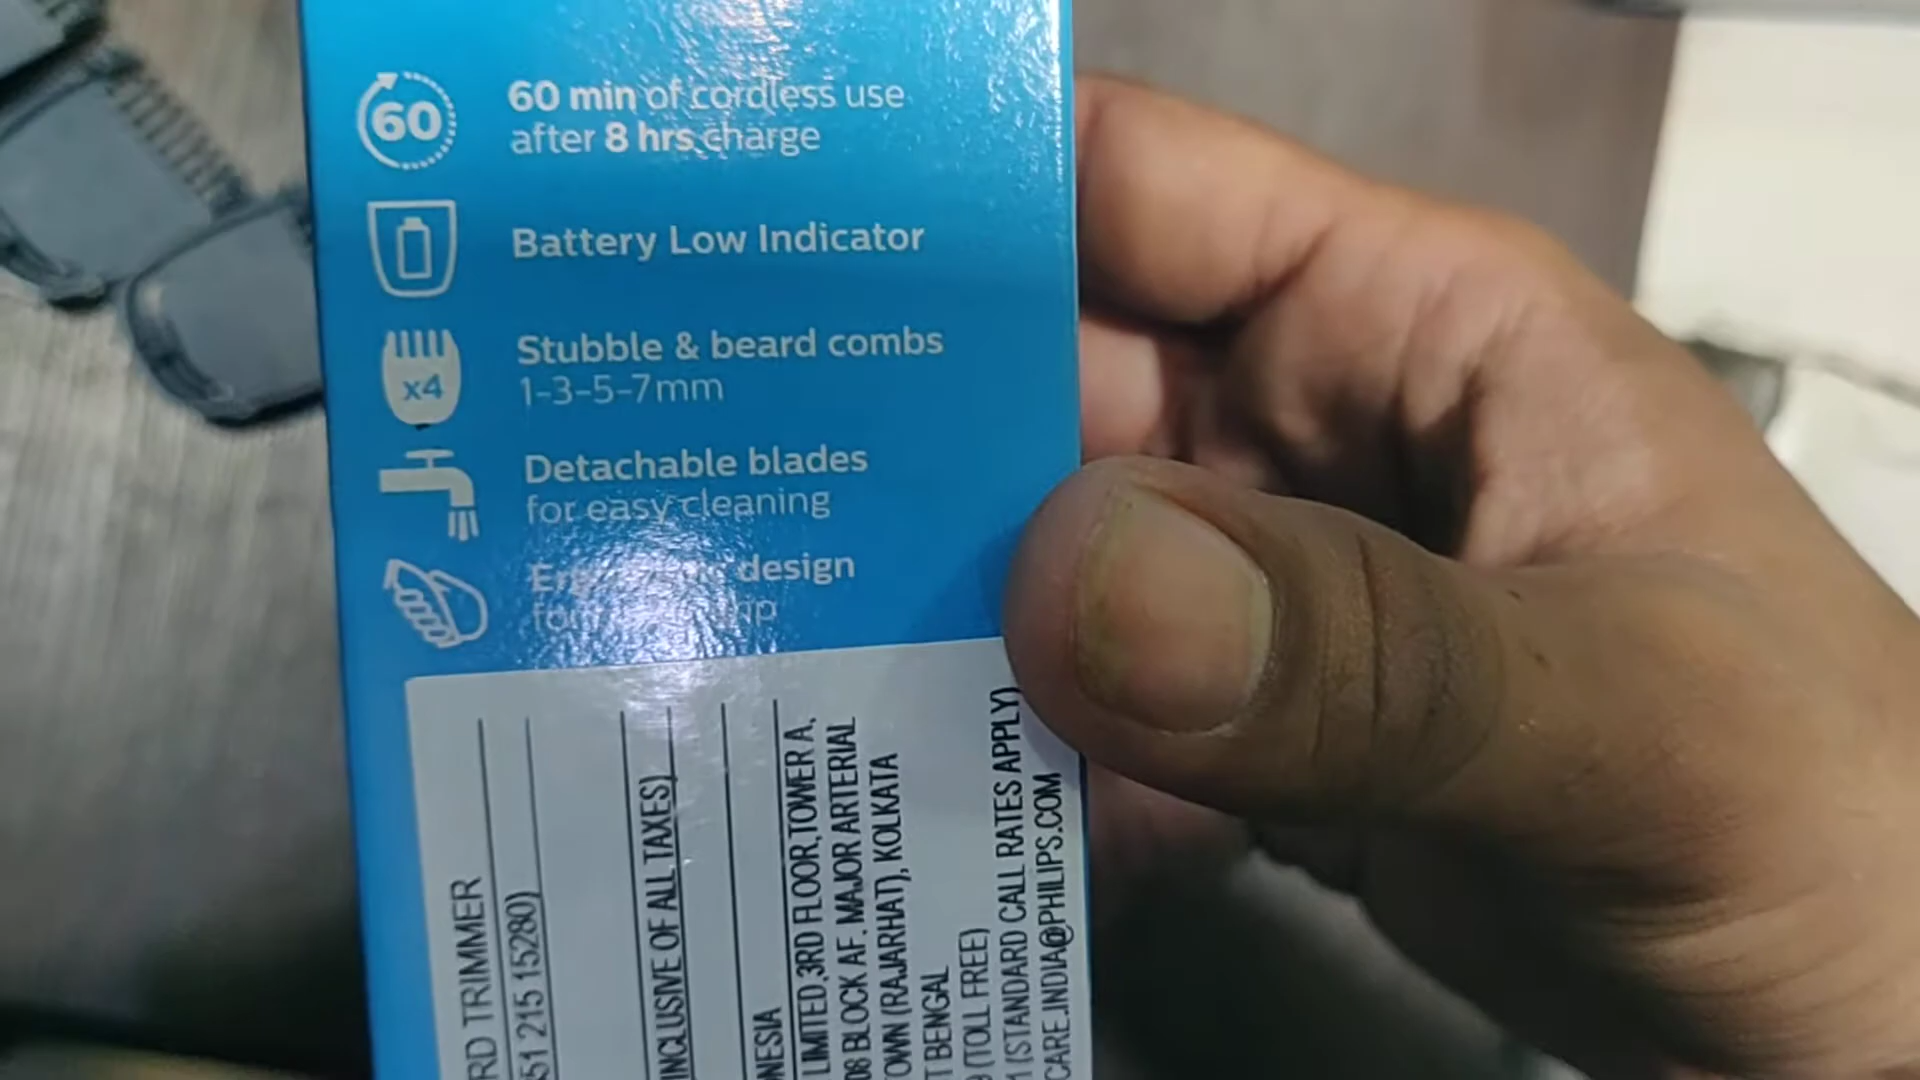 60
60 min of cordless use
after 8 hrs charge
Battery Low Indicator
x4
Stubble & beard combs
1-3-5-7mm
Detachable blades
for easy cleaning
design
RD TRIMMER
51 215 15280)
INCLUSIVE OF ALL TAXES)
NESIA
LIMITED,3RD FLOOR,TOWER A,
08 BLOCK AF, MAJOR ARTERIAL
OWN (RAJARHAT), KOLKATA
T BENGAL
9 (TOLL FREE)
1 (STANDARD CALL RATES APPLY)
CARE.INDIA@PHILIPS.COM